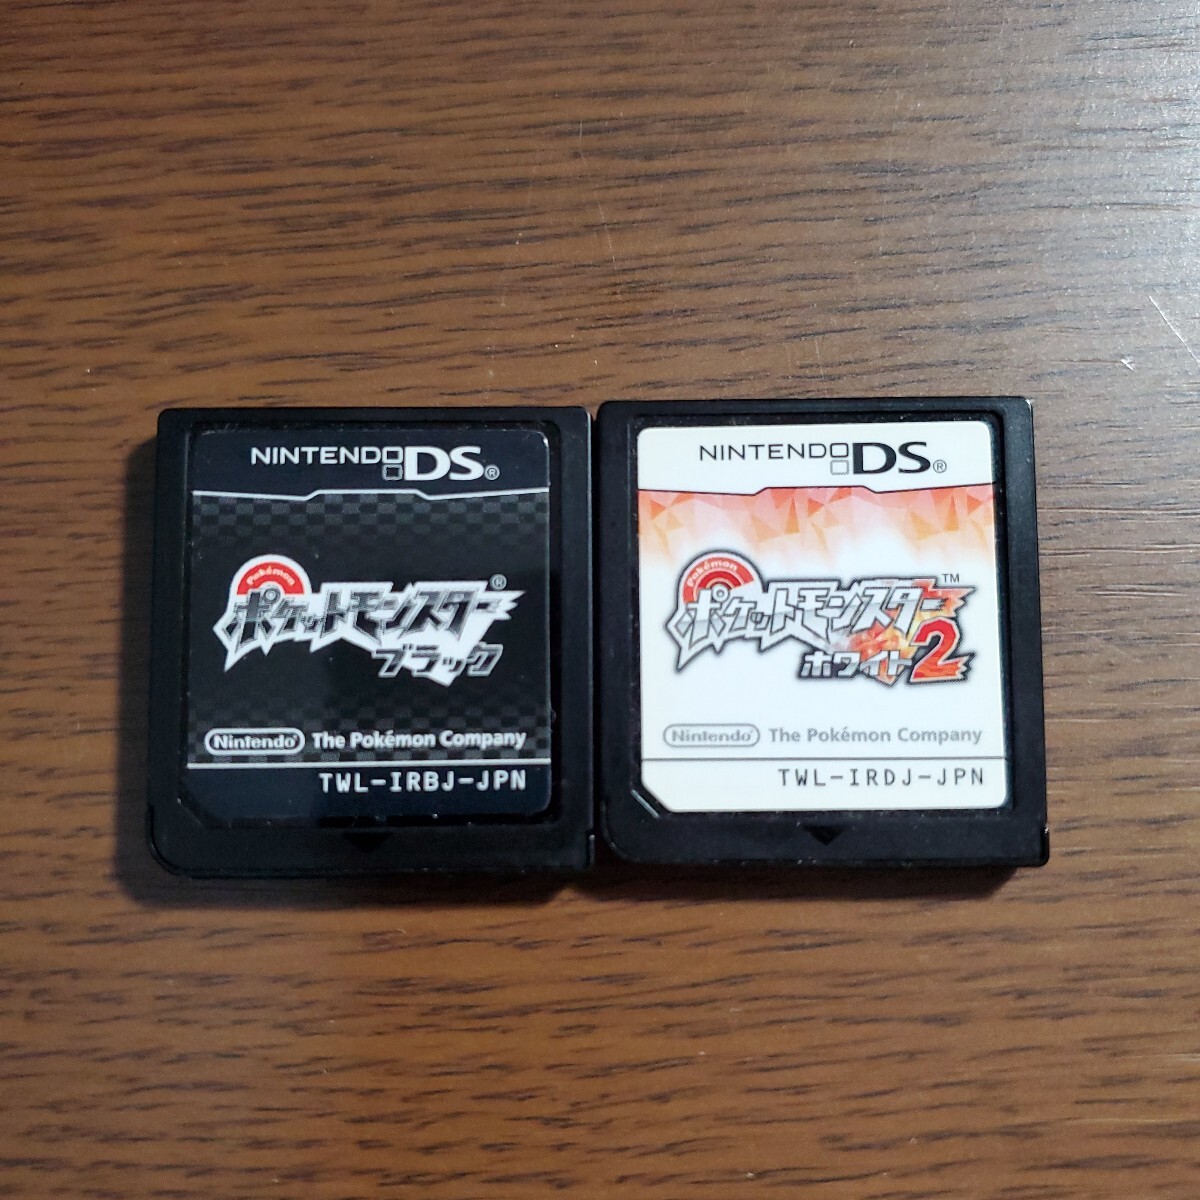 NINTENDO DS®
Pokémon
ポケットモンスター®
ブラック
Nintendo® The Pokémon Company
TWL-IRBJ-JPN
NINTENDO DS®
Pokémon
ポケットモンスター™
ホワイト2
Nintendo® The Pokémon Company
TWL-IRDJ-JPN